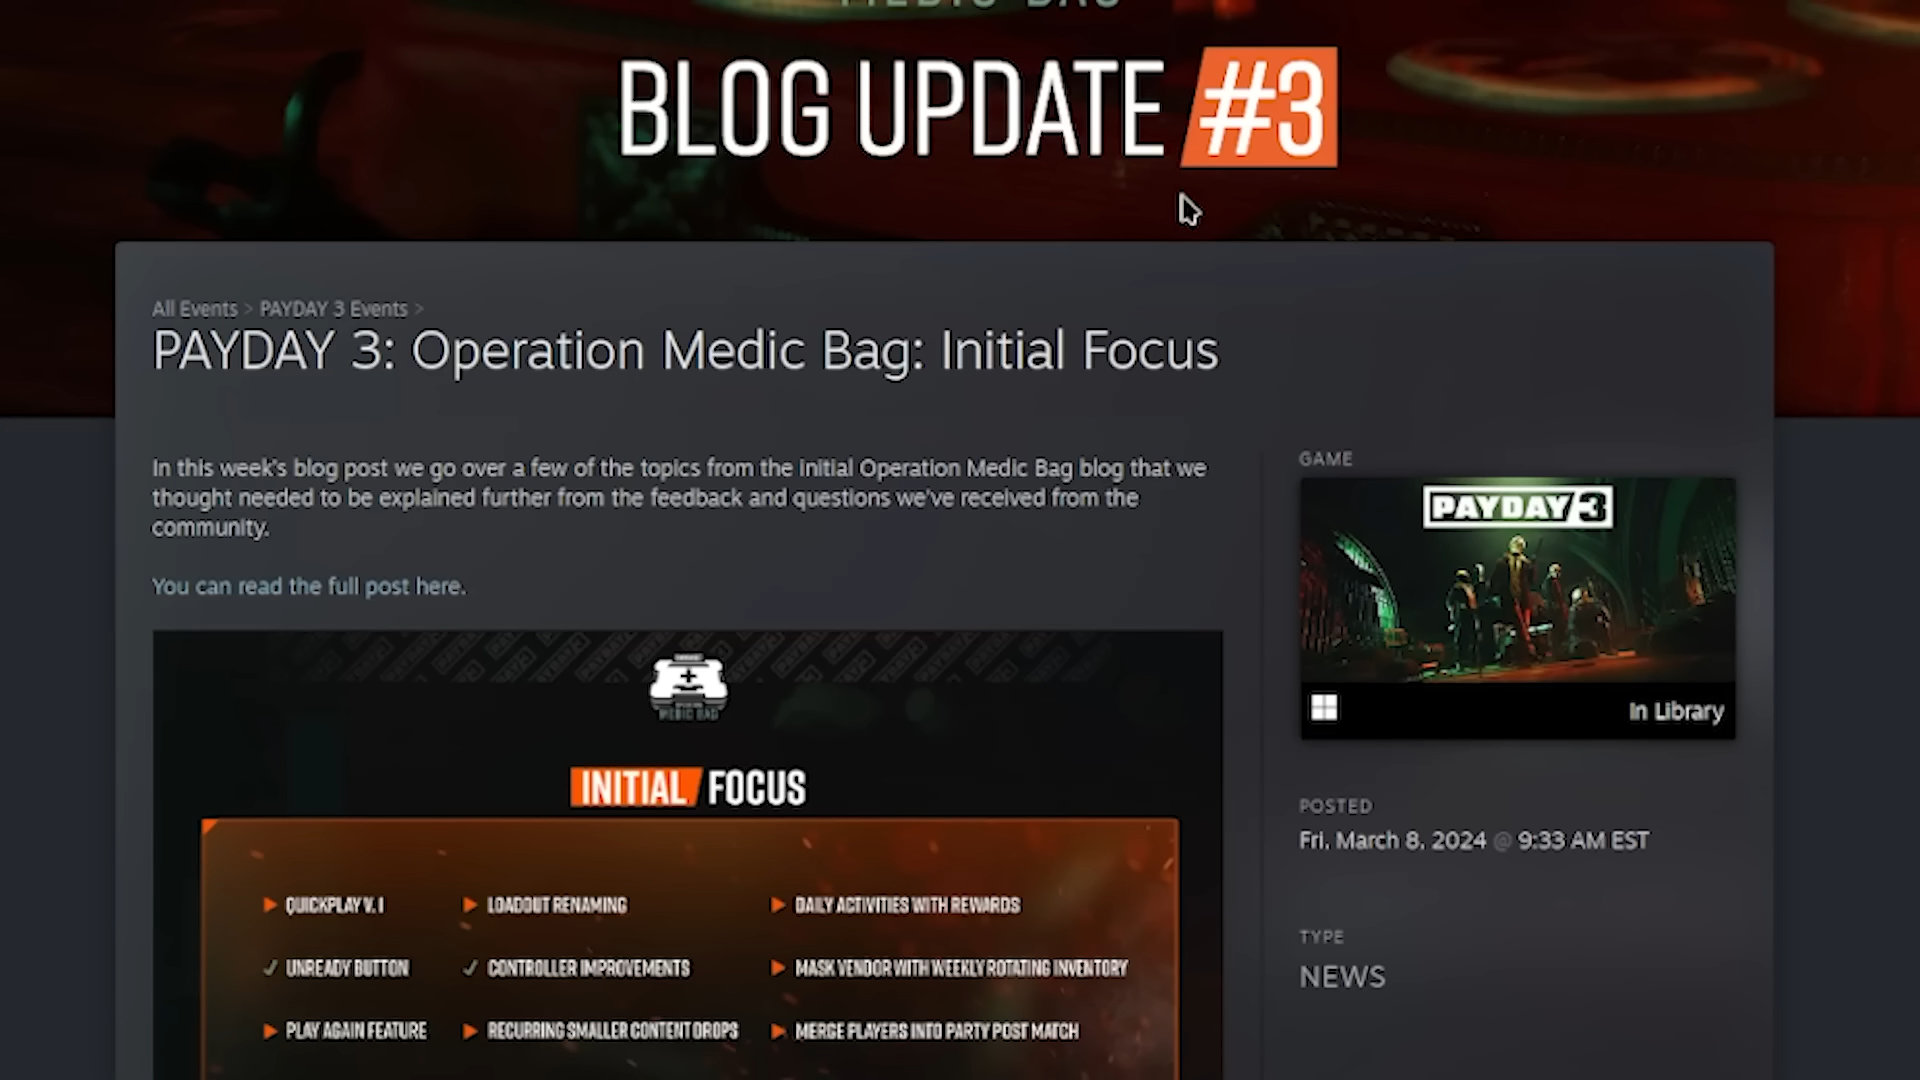 MEDIC BAG
BLOG UPDATE #3
All Events > PAYDAY 3 Events >
PAYDAY 3: Operation Medic Bag: Initial Focus
In this week's blog post we go over a few of the topics from the initial Operation Medic Bag blog that we
thought needed to be explained further from the feedback and questions we've received from the
community.
You can read the full post here.
MEDIC BAG
INITIAL FOCUS
QUICKPLAY V. 1
LOADOUT RENAMING
DAILY ACTIVITIES WITH REWARDS
UNREADY BUTTON
CONTROLLER IMPROVEMENTS
MASK VENDOR WITH WEEKLY ROTATING INVENTORY
PLAY AGAIN FEATURE
RECURRING SMALLER CONTENT DROPS
MERGE PLAYERS INTO PARTY POST MATCH
GAME
PAYDAY 3
In Library
POSTED
Fri, March 8, 2024 @ 9:33 AM EST
TYPE
NEWS